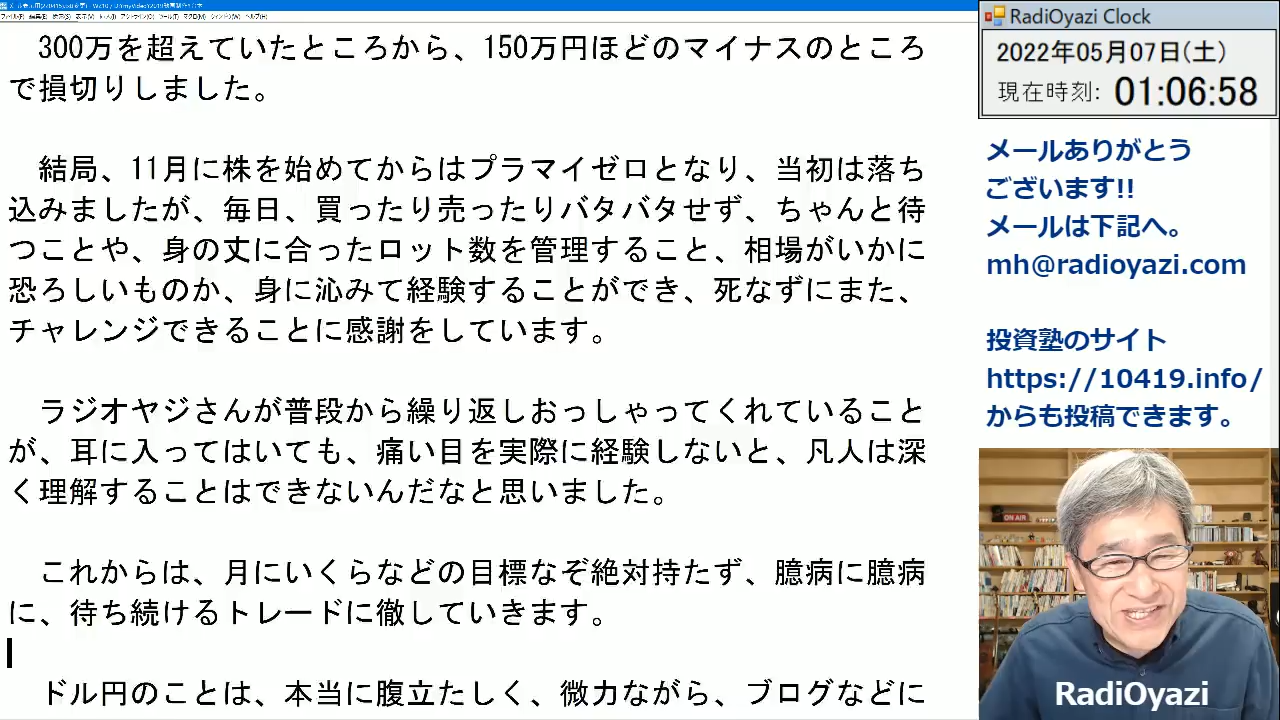 300万を超えていたところから、150万円ほどのマイナスのところ
で損切りしました。
結局、11月に株を始めてからはプラマイゼロとなり、当初は落ち
込みましたが、毎日、買ったり売ったりバタバタせず、ちゃんと待
つことや、身の丈に合ったロット数を管理すること、相場がいかに
恐ろしいものか、身に沁みて経験することができ、死なずにまた、
チャレンジできることに感謝をしています。
ラジオヤジさんが普段から繰り返しおっしゃってくれていること
が、耳に入ってはいても、痛い目を実際に経験しないと、凡人は深
く理解することはできないんだなと思いました。
これからは、月にいくらなどの目標なぞ絶対持たず、臆病に臆病
に、待ち続けるトレードに徹していきます。
ドル円のことは、本当に腹立たしく、微力ながら、ブログなどに
RadiOyazi Clock
2022年05月07日(土)
現在時刻: 01:06:58
メールありがとう
ございます!!
メールは下記へ。
mh@radioyazi.com
投資塾のサイト
https://10419.info/
からも投稿できます。
ON AIR
RadiOyazi